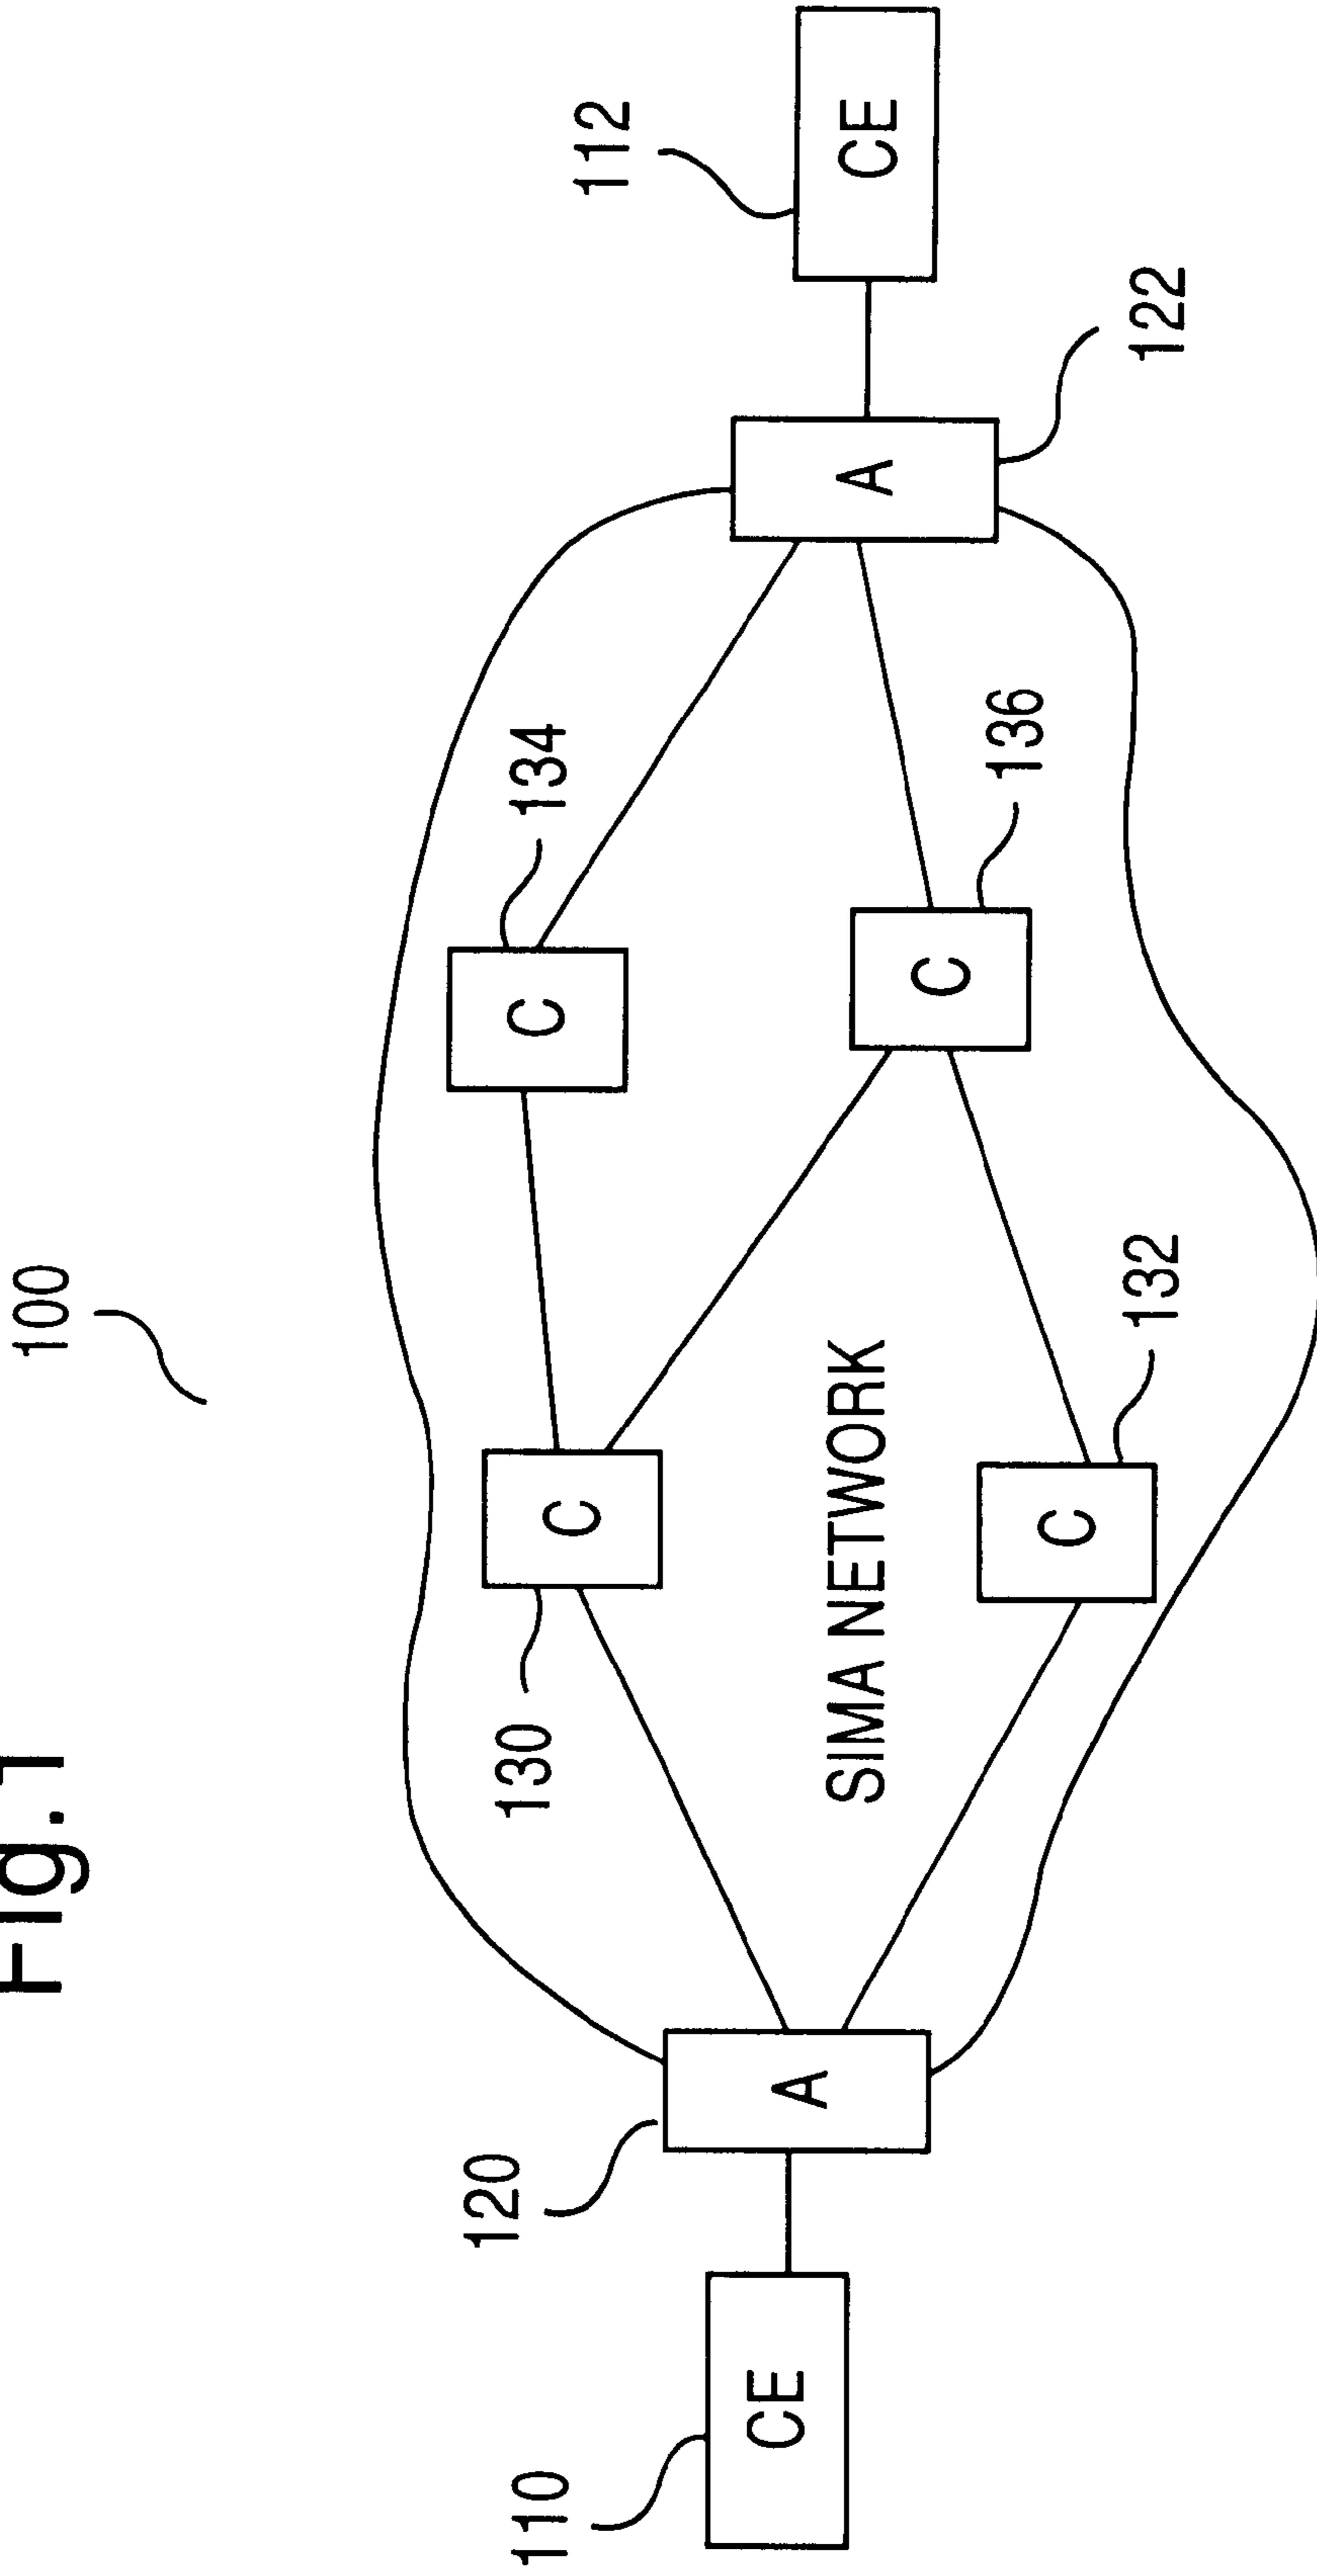 Fig.1
100
110
CE
120
A
130
C
132
C
SIMA NETWORK
134
C
136
C
122
A
112
CE